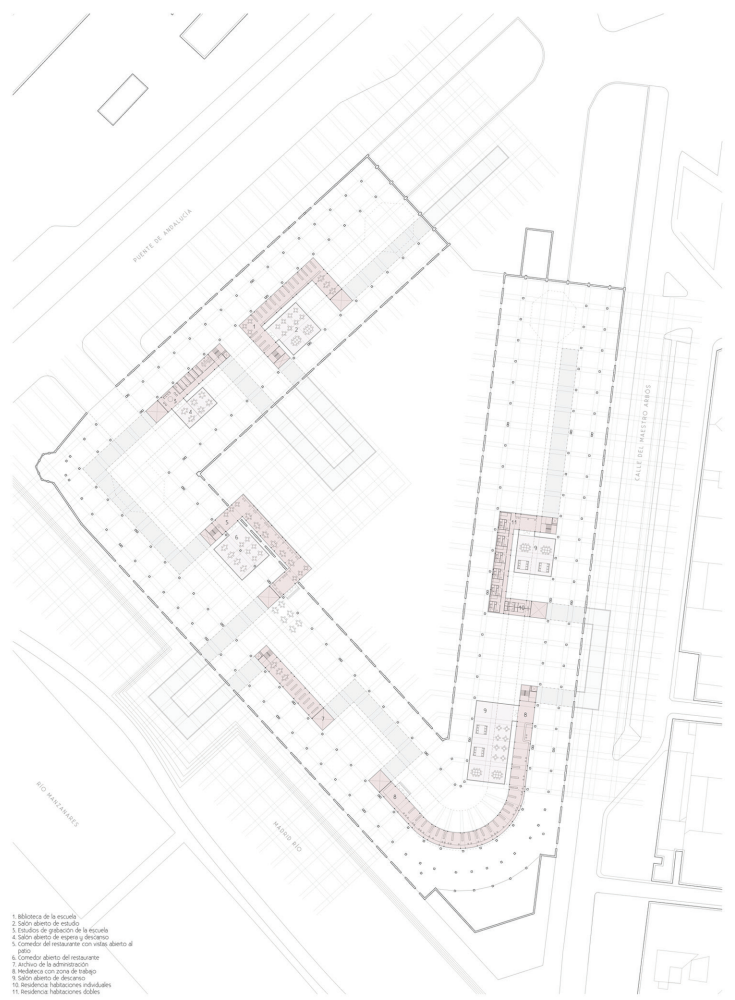 PUENTE DE ANDALUCÍA
CALLE DEL MAESTRO ARBÓS
RÍO MANZANARES
MADRID RÍO
1. Biblioteca de la escuela
2. Salón abierto de estudio
3. Estudios de grabación de la escuela
4. Salón abierto de espera y descanso
5. Comedor del restaurante con vistas abierto al
patio
6. Comedor abierto del restaurante
7. Archivo de la administración
8. Mediateca con zona de trabajo
9. Salón abierto de descanso
10. Residencia: habitaciones individuales
11. Residencia: habitaciones dobles